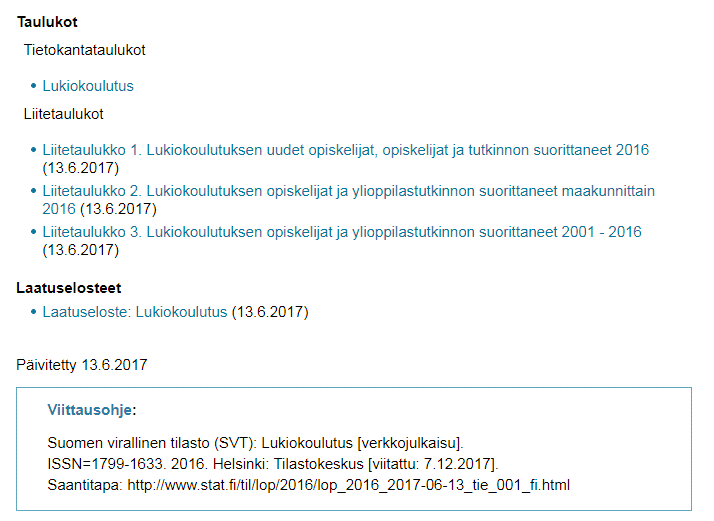 Taulukot
Tietokantataulukot
• Lukiokoulutus
Liitetaulukot
• Liitetaulukko 1. Lukiokoulutuksen uudet opiskelijat, opiskelijat ja tutkinnon suorittaneet 2016
(13.6.2017)
• Liitetaulukko 2. Lukiokoulutuksen opiskelijat ja ylioppilastutkinnon suorittaneet maakunnittain
2016 (13.6.2017)
• Liitetaulukko 3. Lukiokoulutuksen opiskelijat ja ylioppilastutkinnon suorittaneet 2001 - 2016
(13.6.2017)
Laatuselosteet
• Laatuseloste: Lukiokoulutus (13.6.2017)
Päivitetty 13.6.2017
Viittausohje:
Suomen virallinen tilasto (SVT): Lukiokoulutus [verkkojulkaisu].
ISSN=1799-1633. 2016. Helsinki: Tilastokeskus [viitattu: 7.12.2017].
Saantitapa: http://www.stat.fi/til/lop/2016/lop_2016_2017-06-13_tie_001_fi.html